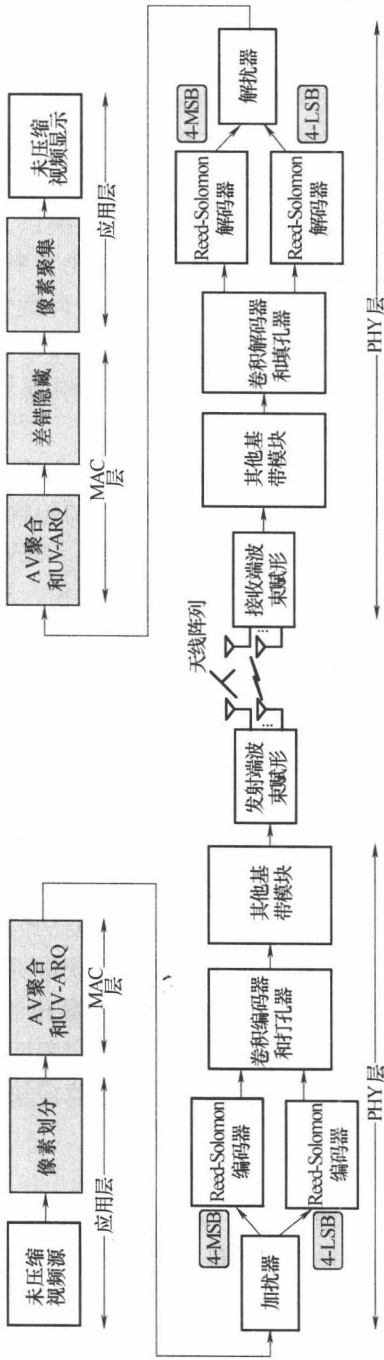 未压缩
视频源
像素划分
AV聚合
和UV-ARQ
应用层
MAC
层
加扰器
4-MSB
Reed-Solomon
编码器
4-LSB
Reed-Solomon
编码器
卷积编码器
和打孔器
其他基
带模块
发射端波
束赋形
PHY层
天线阵列
接收端波
束赋形
其他基
带模块
卷积解码器
和填孔器
Reed-Solomon
解码器
4-MSB
Reed-Solomon
解码器
4-LSB
解扰器
PHY层
AV聚合
和UV-ARQ
差错隐藏
像素聚集
未压缩
视频显示
MAC
层
应用层